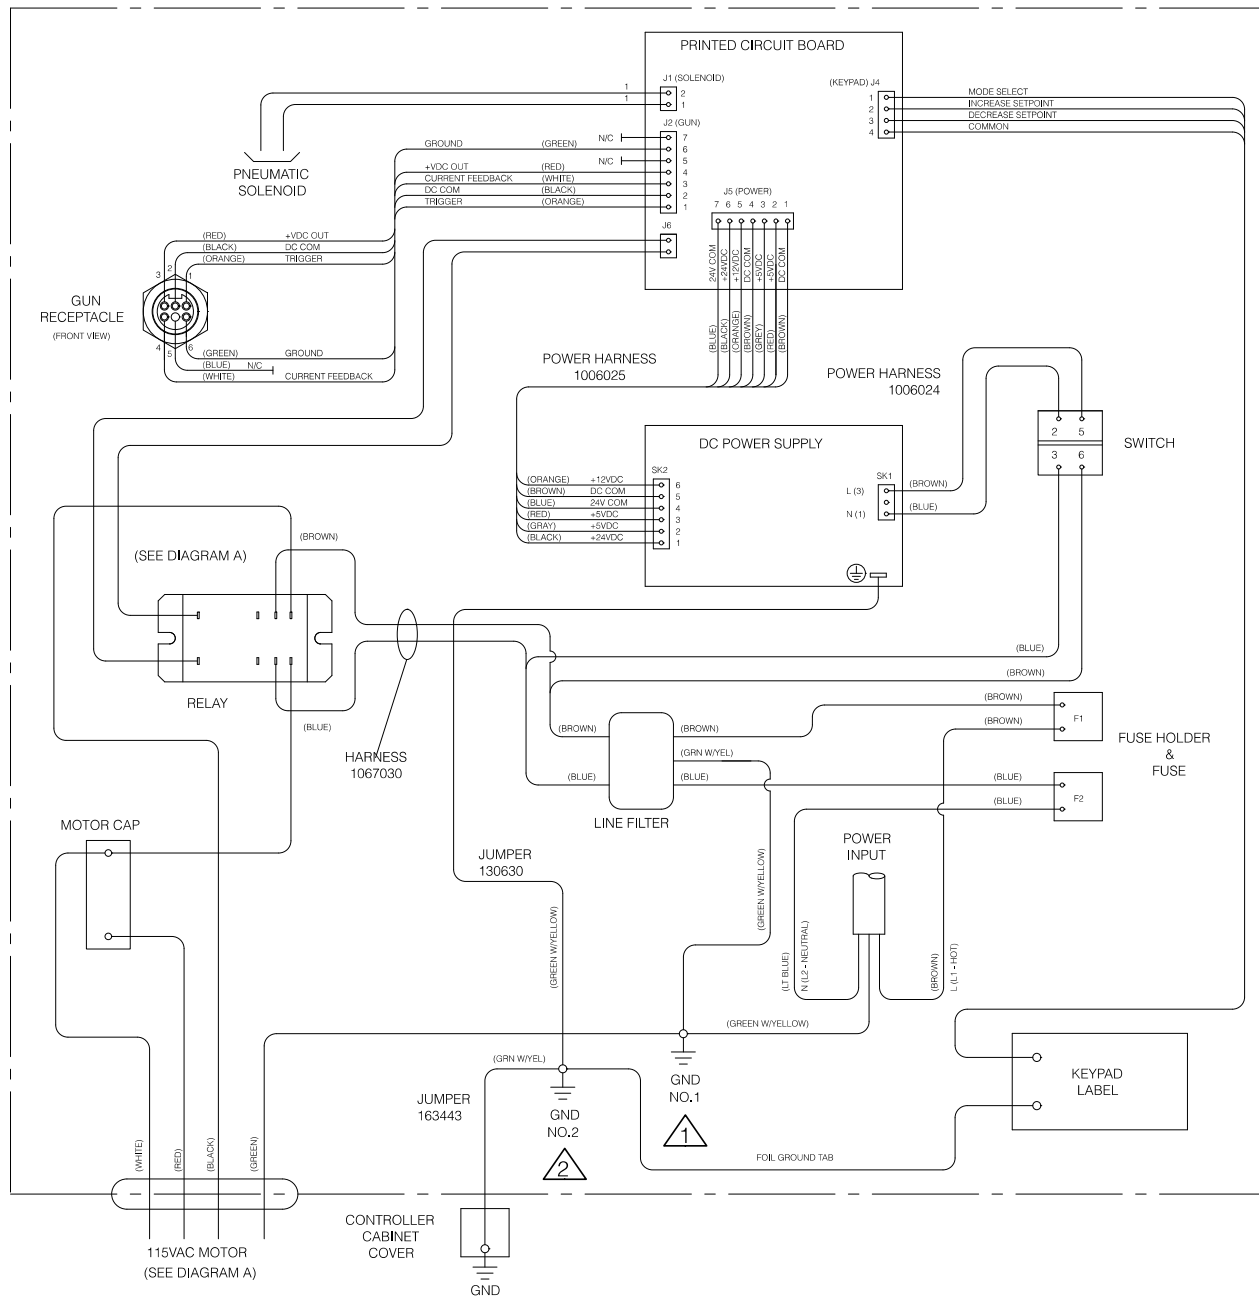 PRINTED CIRCUIT BOARD
J1 (SOLENOID)
1
2
1
1
(KEYPAD) J4
1
2
3
4
MODE SELECT
INCREASE SETPOINT
DECREASE SETPOINT
COMMON
J2 (GUN)
N/C
7
GROUND
(GREEN)
6
N/C
5
+VDC OUT
(RED)
4
CURRENT FEEDBACK
(WHITE)
3
DC COM
(BLACK)
2
TRIGGER
(ORANGE)
1
J6
PNEUMATIC
SOLENOID
J5 (POWER)
7 6 5 4 3 2 1
24V COM
+24VDC
+12VDC
DC COM
+5VDC
+5VDC
DC COM
(BLUE)
(BLACK)
(ORANGE)
(BROWN)
(GREY)
(RED)
(BROWN)
(RED)
+VDC OUT
(BLACK)
DC COM
(ORANGE)
TRIGGER
3
2
1
GUN
RECEPTACLE
(FRONT VIEW)
4
5
6
(GREEN)
GROUND
(BLUE)
N/C
(WHITE)
CURRENT FEEDBACK
POWER HARNESS
1006025
POWER HARNESS
1006024
2 5
3 6
SWITCH
DC POWER SUPPLY
SK2
(ORANGE)
+12VDC
6
(BROWN)
DC COM
5
(BLUE)
24V COM
4
(RED)
+5VDC
3
(GRAY)
+5VDC
2
(BLACK)
+24VDC
1
SK1
L (3)
N (1)
(BROWN)
(BLUE)
(SEE DIAGRAM A)
(BROWN)
RELAY
(BLUE)
HARNESS
1067030
(BLUE)
(BROWN)
(BROWN)
(BROWN)
(BROWN)
(BROWN)
(GRN W/YEL)
(BLUE)
(BLUE)
(BLUE)
(BLUE)
LINE FILTER
F1
F2
FUSE HOLDER
&
FUSE
MOTOR CAP
JUMPER
130630
(GREEN W/YELLOW)
(GREEN W/YELLOW)
POWER
INPUT
(LT BLUE)
N (L2 - NEUTRAL)
(BROWN)
L (L1 - HOT)
(GREEN W/YELLOW)
(GRN W/YEL)
JUMPER
163443
GND
NO.2
2
GND
NO.1
1
KEYPAD
LABEL
FOIL GROUND TAB
(WHITE)
(RED)
(BLACK)
(GREEN)
115VAC MOTOR
(SEE DIAGRAM A)
CONTROLLER
CABINET
COVER
GND